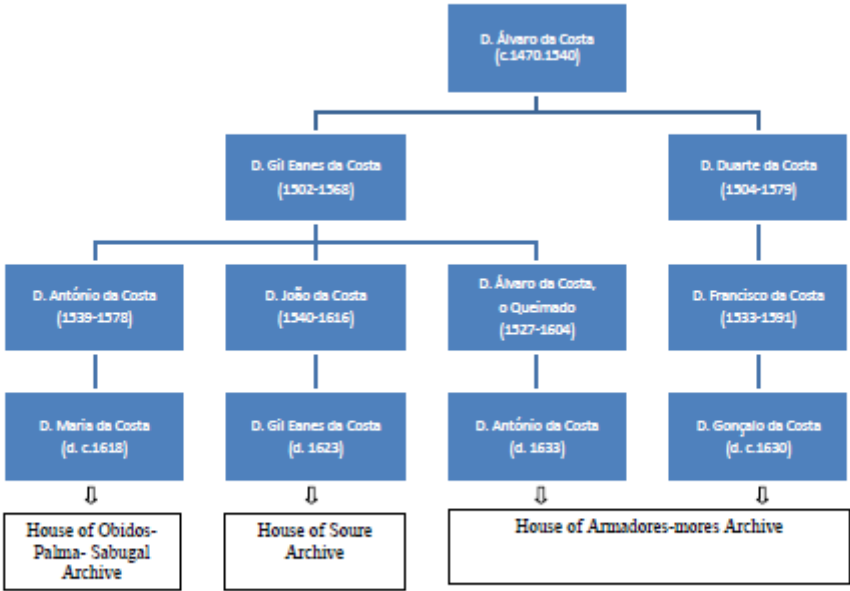 D. Álvaro da Costa
(c.1470.1540)
D. Gil Eanes da Costa
(1502-1568)
D. Duarte da Costa
(1504-1579)
D. António da Costa
(1539-1578)
D. João da Costa
(1540-1616)
D. Álvaro da Costa,
o Queimado
(1527-1604)
D. Francisco da Costa
(1533-1591)
D. Maria da Costa
(d. c.1618)
D. Gil Eanes da Costa
(d. 1623)
D. António da Costa
(d. 1633)
D. Gonçalo da Costa
(d. c.1630)
House of Obidos-
Palma- Sabugal
Archive
House of Soure
Archive
House of Armadores-mores Archive